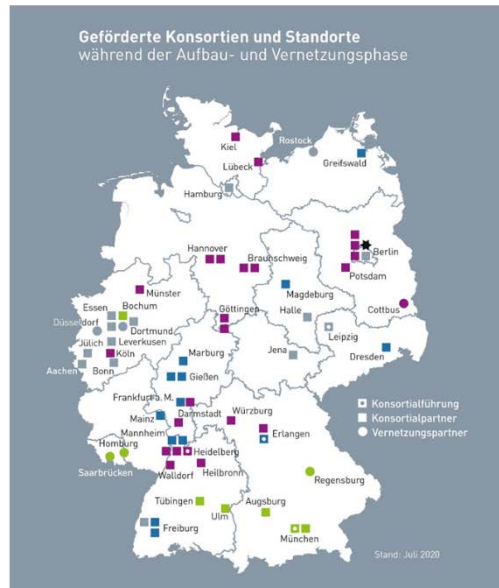 Geförderte Konsortien und Standorte
während der Aufbau- und Vernetzungsphase
Kiel
Rostock
Lübeck
Greifswald
Hamburg
Hannover
Braunschweig
Berlin
Potsdam
Münster
Magdeburg
Göttingen
Cottbus
Essen
Bochum
Halle
Düsseldorf
Dortmund
Leipzig
Jülich
Leverkusen
Köln
Jena
Dresden
Aachen
Bonn
Marburg
Gießen
Frankfurt a. M.
Mainz
Darmstadt
Würzburg
Mannheim
Erlangen
Homburg
Heidelberg
Saarbrücken
Walldorf
Heilbronn
Regensburg
Tübingen
Augsburg
Ulm
Freiburg
München
Konsortialführung
Konsortialpartner
Vernetzungspartner
Stand: Juli 2020